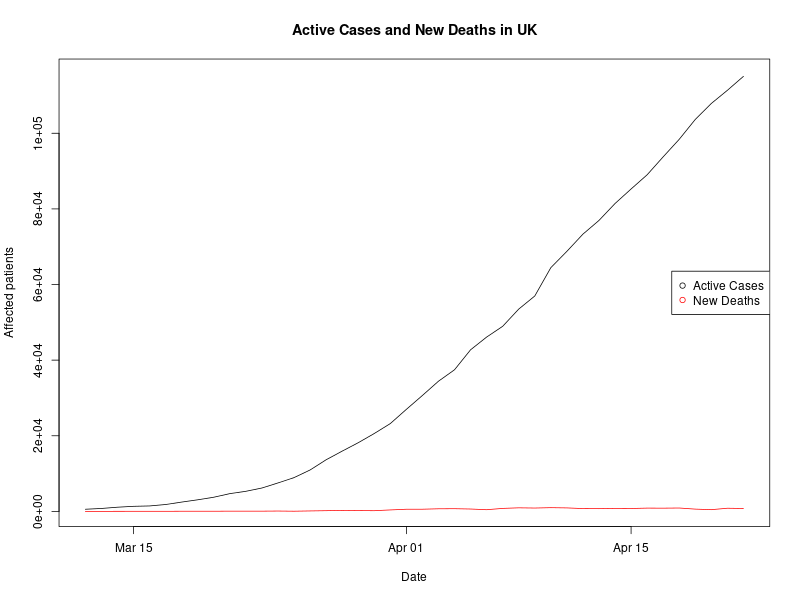 Active Cases and New Deaths in UK
Affected patients
1e+05
8e+04
6e+04
4e+04
2e+04
0e+00
Active Cases
New Deaths
Mar 15
Apr 01
Apr 15
Date